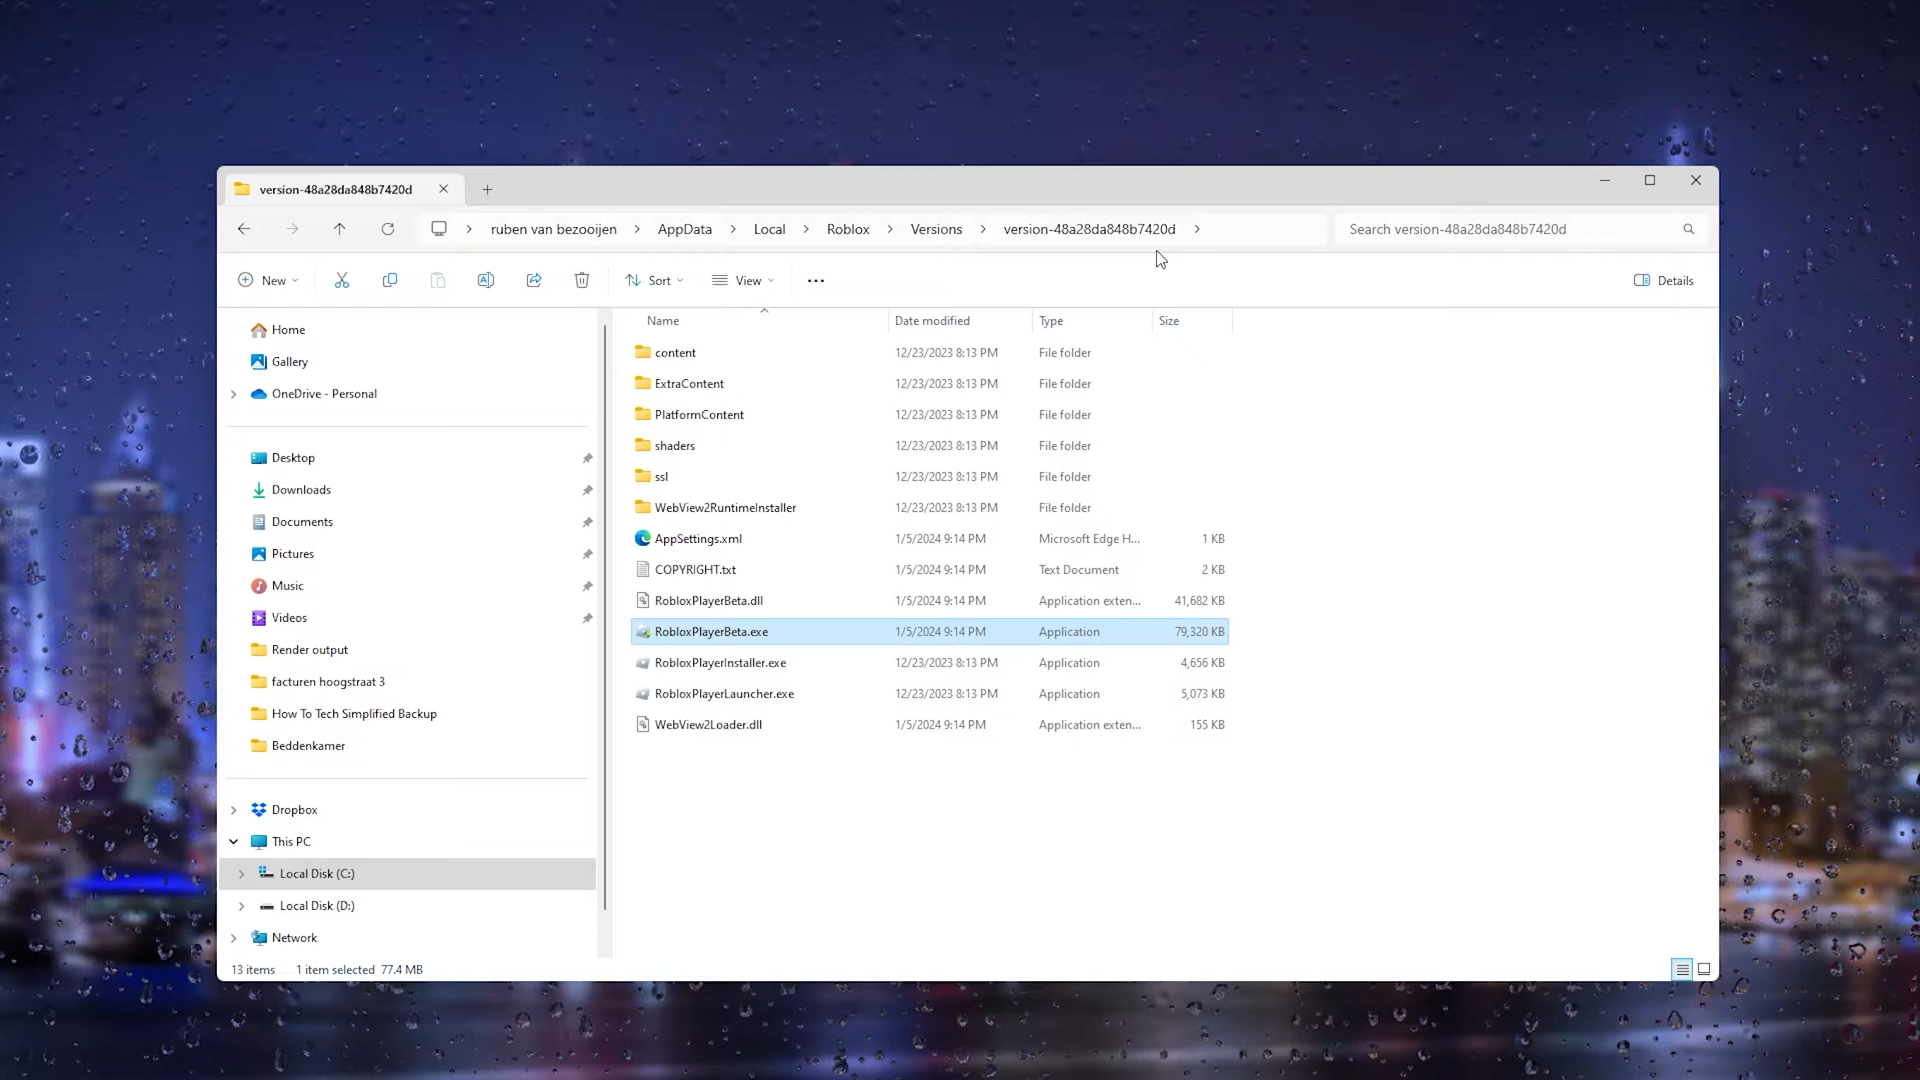 version-48a28da848b7420d
ruben van bezooijen AppData Local Roblox Versions version-48a28da848b7420d Search version-48a28da848b7420d
New Sort View Details
Name Date modified Type Size
Home
Gallery
OneDrive - Personal
Desktop
Downloads
Documents
Pictures
Music
Videos
Render output
facturen hoogstraat 3
How To Tech Simplified Backup
Beddenkamer
Dropbox
This PC
Local Disk (C:)
Local Disk (D:)
Network
content 12/23/2023 8:13 PM File folder
ExtraContent 12/23/2023 8:13 PM File folder
PlatformContent 12/23/2023 8:13 PM File folder
shaders 12/23/2023 8:13 PM File folder
ssl 12/23/2023 8:13 PM File folder
WebView2RuntimeInstaller 12/23/2023 8:13 PM File folder
AppSettings.xml 1/5/2024 9:14 PM Microsoft Edge H... 1 KB
COPYRIGHT.txt 1/5/2024 9:14 PM Text Document 2 KB
RobloxPlayerBeta.dll 1/5/2024 9:14 PM Application exten... 41,682 KB
RobloxPlayerBeta.exe 1/5/2024 9:14 PM Application 79,320 KB
RobloxPlayerInstaller.exe 12/23/2023 8:13 PM Application 4,656 KB
RobloxPlayerLauncher.exe 12/23/2023 8:13 PM Application 5,073 KB
WebView2Loader.dll 1/5/2024 9:14 PM Application exten... 155 KB
13 items 1 item selected 77.4 MB